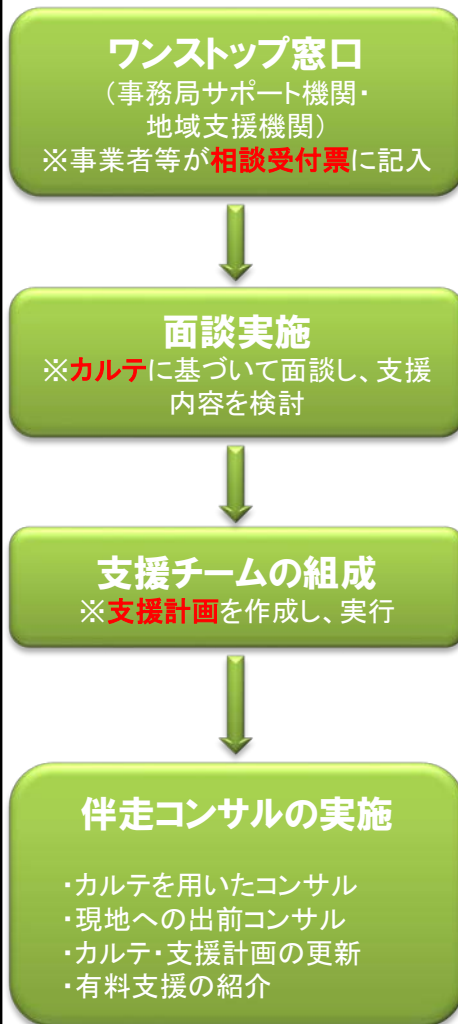 ワンストップ窓口
（事務局サポート機関・
地域支援機関）
※事業者等が相談受付票に記入
面談実施
※カルテに基づいて面談し、支援
内容を検討
支援チームの組成
※支援計画を作成し、実行
伴走コンサルの実施
・カルテを用いたコンサル
・現地への出前コンサル
・カルテ・支援計画の更新
・有料支援の紹介